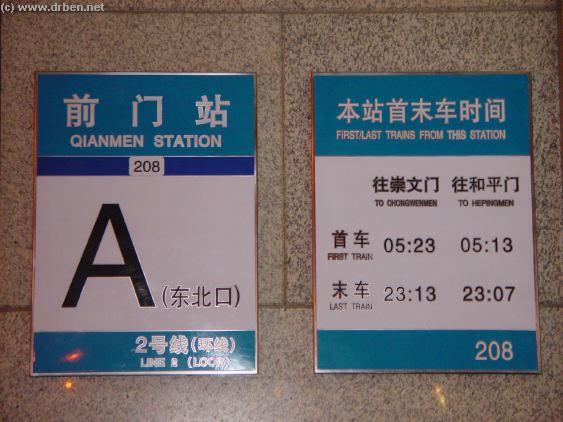 (c) www.drben.net
前门站
QIANMEN STATION
208
A(东北口)
2号线(环线)
LINE 2 (LOOP)
本站首末车时间
FIRST/LAST TRAINS FROM THIS STATION
往崇文门 往和平门
TO CHONGWENMEN TO HEPINGMEN
首车 05:23 05:13
FIRST TRAIN
末车 23:13 23:07
LAST TRAIN
208